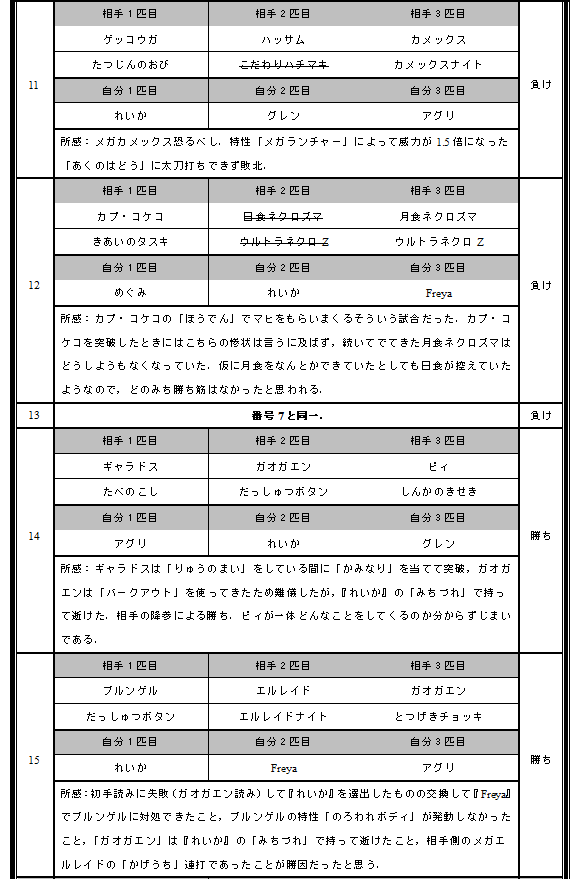 相手1匹目 相手2匹目 相手3匹目
ゲッコウガ ハッサム カメックス
たつじんのおび こだわりハチマキ カメックスナイト
11 自分1匹目 自分2匹目 自分3匹目 負け
れいか グレン アグリ
所感：メガカメックス恐るべし．特性「メガランチャー」によって威力が1.5倍になった
「あくのはどう」に太刀打ちできず敗北．
相手1匹目 相手2匹目 相手3匹目
カプ・コケコ 日食ネクロズマ 月食ネクロズマ
きあいのタスキ ウルトラネクロZ ウルトラネクロZ
自分1匹目 自分2匹目 自分3匹目
12 めぐみ れいか Freya 負け
所感：カプ・コケコの「ほうでん」でマヒをもらいまくるそういう試合だった．カプ・コ
ケコを突破したときにはこちらの惨状は言うに及ばず，続いてでてきた月食ネクロズマは
どうしようもなくなっていた．仮に月食をなんとかできていたとしても日食が控えていた
ようなので，どのみち勝ち筋はなかったと思われる．
13 番号7と同一． 負け
相手1匹目 相手2匹目 相手3匹目
ギャラドス ガオガエン ピィ
たべのこし だっしゅつボタン しんかのきせき
自分1匹目 自分2匹目 自分3匹目
14 アグリ れいか グレン 勝ち
所感：ギャラドスは「りゅうのまい」をしている間に「かみなり」を当てて突破，ガオガ
エンは「バークアウト」を使ってきたため難儀したが，『れいか』の「みちづれ」で持っ
て逝けた．相手の降参による勝ち．ピィが一体どんなことをしてくるのか分からずじまい
である．
相手1匹目 相手2匹目 相手3匹目
ブルンゲル エルレイド ガオガエン
だっしゅつボタン エルレイドナイト とつげきチョッキ
自分1匹目 自分2匹目 自分3匹目
15 れいか Freya アグリ 勝ち
所感：初手読みに失敗（ガオガエン読み）して『れいか』を選出したものの交換して『Freya』
でブルンゲルに対処できたこと，ブルンゲルの特性「のろわれボディ」が発動しなかった
こと，「ガオガエン」は『れいか』の「みちづれ」で持って逝けたこと，相手側のメガエ
ルレイドの「かげうち」連打であったことが勝因だったと思う．